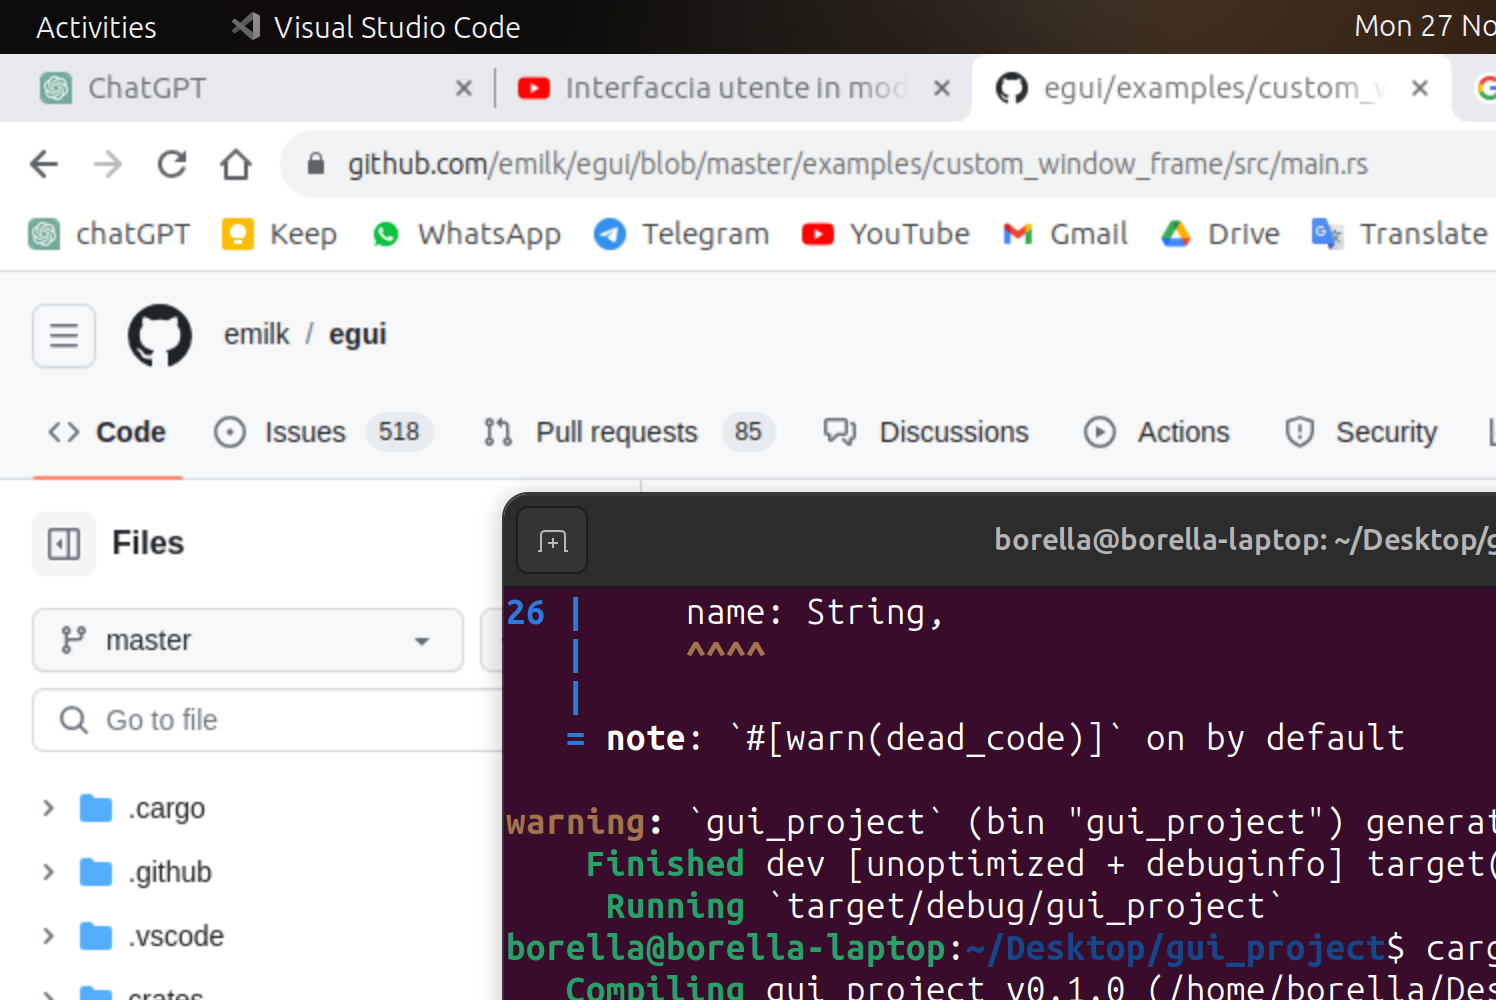 Activities Visual Studio Code Mon 27 No
ChatGPT Interfaccia utente in mod egui/examples/custom_w
github.com/emilk/egui/blob/master/examples/custom_window_frame/src/main.rs
chatGPT Keep WhatsApp Telegram YouTube Gmail Drive Translate
emilk / egui
Code Issues 518 Pull requests 85 Discussions Actions Security
Files
borella@borella-laptop: ~/Desktop/g
master
Go to file
.cargo
.github
.vscode
crates
26 | name: String,
| ^^^^
|
= note: `#[warn(dead_code)]` on by default
warning: `gui_project` (bin "gui_project") generat
Finished dev [unoptimized + debuginfo] target(
Running `target/debug/gui_project`
borella@borella-laptop:~/Desktop/gui_project$ carg
Compiling gui_project v0.1.0 (/home/borella/Des